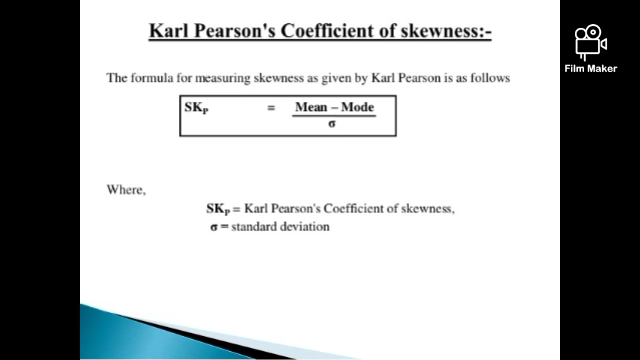 Karl Pearson's Coefficient of skewness:-
The formula for measuring skewness as given by Karl Pearson is as follows
SKP = Mean – Mode
σ
Where,
SKP = Karl Pearson's Coefficient of skewness,
σ = standard deviation
Film Maker